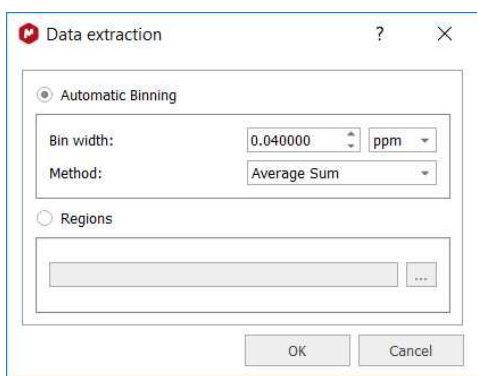 Data extraction ?
Automatic Binning
Bin width: 0.040000 ppm
Method: Average Sum
Regions
...
OK Cancel